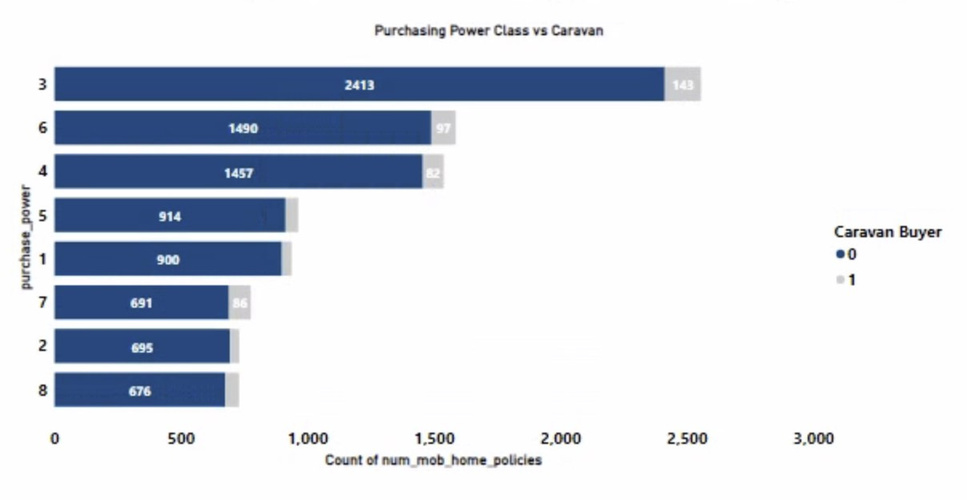 Purchasing Power Class vs Caravan
3 2413 143
6 1490 97
4 1457 82
5 914
1 900
7 691 86
2 695
8 676
purchase_power
0 500 1,000 1,500 2,000 2,500 3,000
Count of num_mob_home_policies
Caravan Buyer
0
1